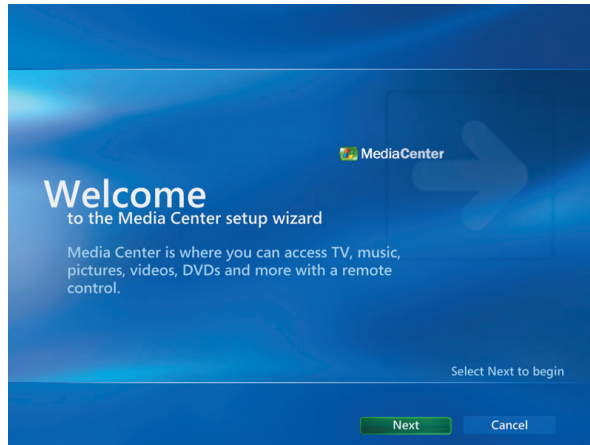 MediaCenter
Welcome
to the Media Center setup wizard
Media Center is where you can access TV, music,
pictures, videos, DVDs and more with a remote
control.
Select Next to begin
Next
Cancel